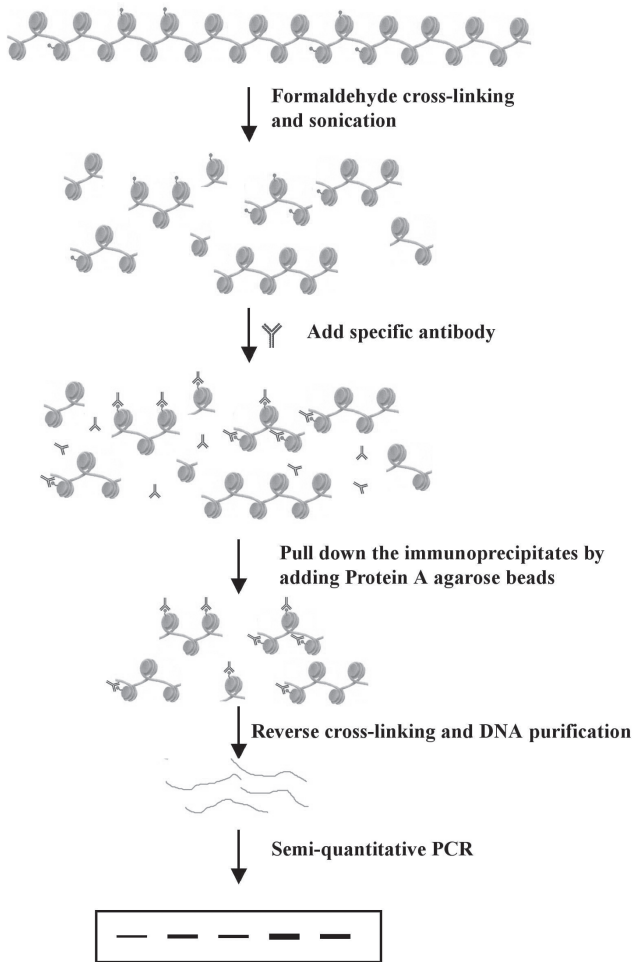 Formaldehyde cross-linking
and sonication
Add specific antibody
Pull down the immunoprecipitates by
adding Protein A agarose beads
Reverse cross-linking and DNA purification
Semi-quantitative PCR